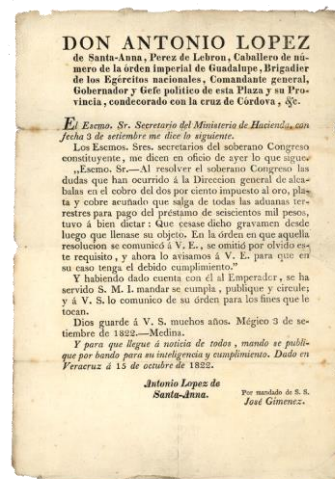 DON ANTONIO LOPEZ
de Santa-Anna, Perez de Lebron, Caballero de nú-
mero de la órden imperial de Guadalupe, Brigadier
de los Egércitos nacionales, Comandante general,
Gobernador y Gefe político de esta Plaza y su Pro-
vincia, condecorado con la cruz de Córdova, &c.
El Escmo. Sr. Secretario del Ministerio de Hacienda, con
fecha 3 de setiembre me dice lo siguiente.
Los Escmos. Sres. secretarios del soberano Congreso
constituyente, me dicen en oficio de ayer lo que sigue.
„Escmo. Sr.—Al resolver el soberano Congreso las
dudas que han ocurrido á la Direccion general de alca-
balas en el cobro del dos por ciento impuesto al oro, pla-
ta y cobre acuñado que salga de todas las aduanas ter-
restres para pago del préstamo de seiscientos mil pesos,
tuvo á bien dictar: Que cesase dicho gravamen desde
luego que llenase su objeto. En la órden en que aquella
resolucion se comunicó á V. E., se omitió por olvido es-
te requisito, y ahora lo avisamos á V. E. para que en
su caso tenga el debido cumplimiento."
Y habiendo dado cuenta con él al Emperador, se ha
servido S. M. I. mandar se cumpla, publique y circule;
y á V. S. lo comunico de su órden para los fines que le
tocan.
Dios guarde á V. S. muchos años. Mégico 3 de se-
tiembre de 1822.—Medina.
Y para que llegue á noticia de todos, mando se publi-
que por bando para su inteligencia y cumplimiento. Dado en
Veracruz á 15 de octubre de 1822.
Antonio Lopez de
Santa-Anna.
Por mandado de S. S.
José Gimenez.